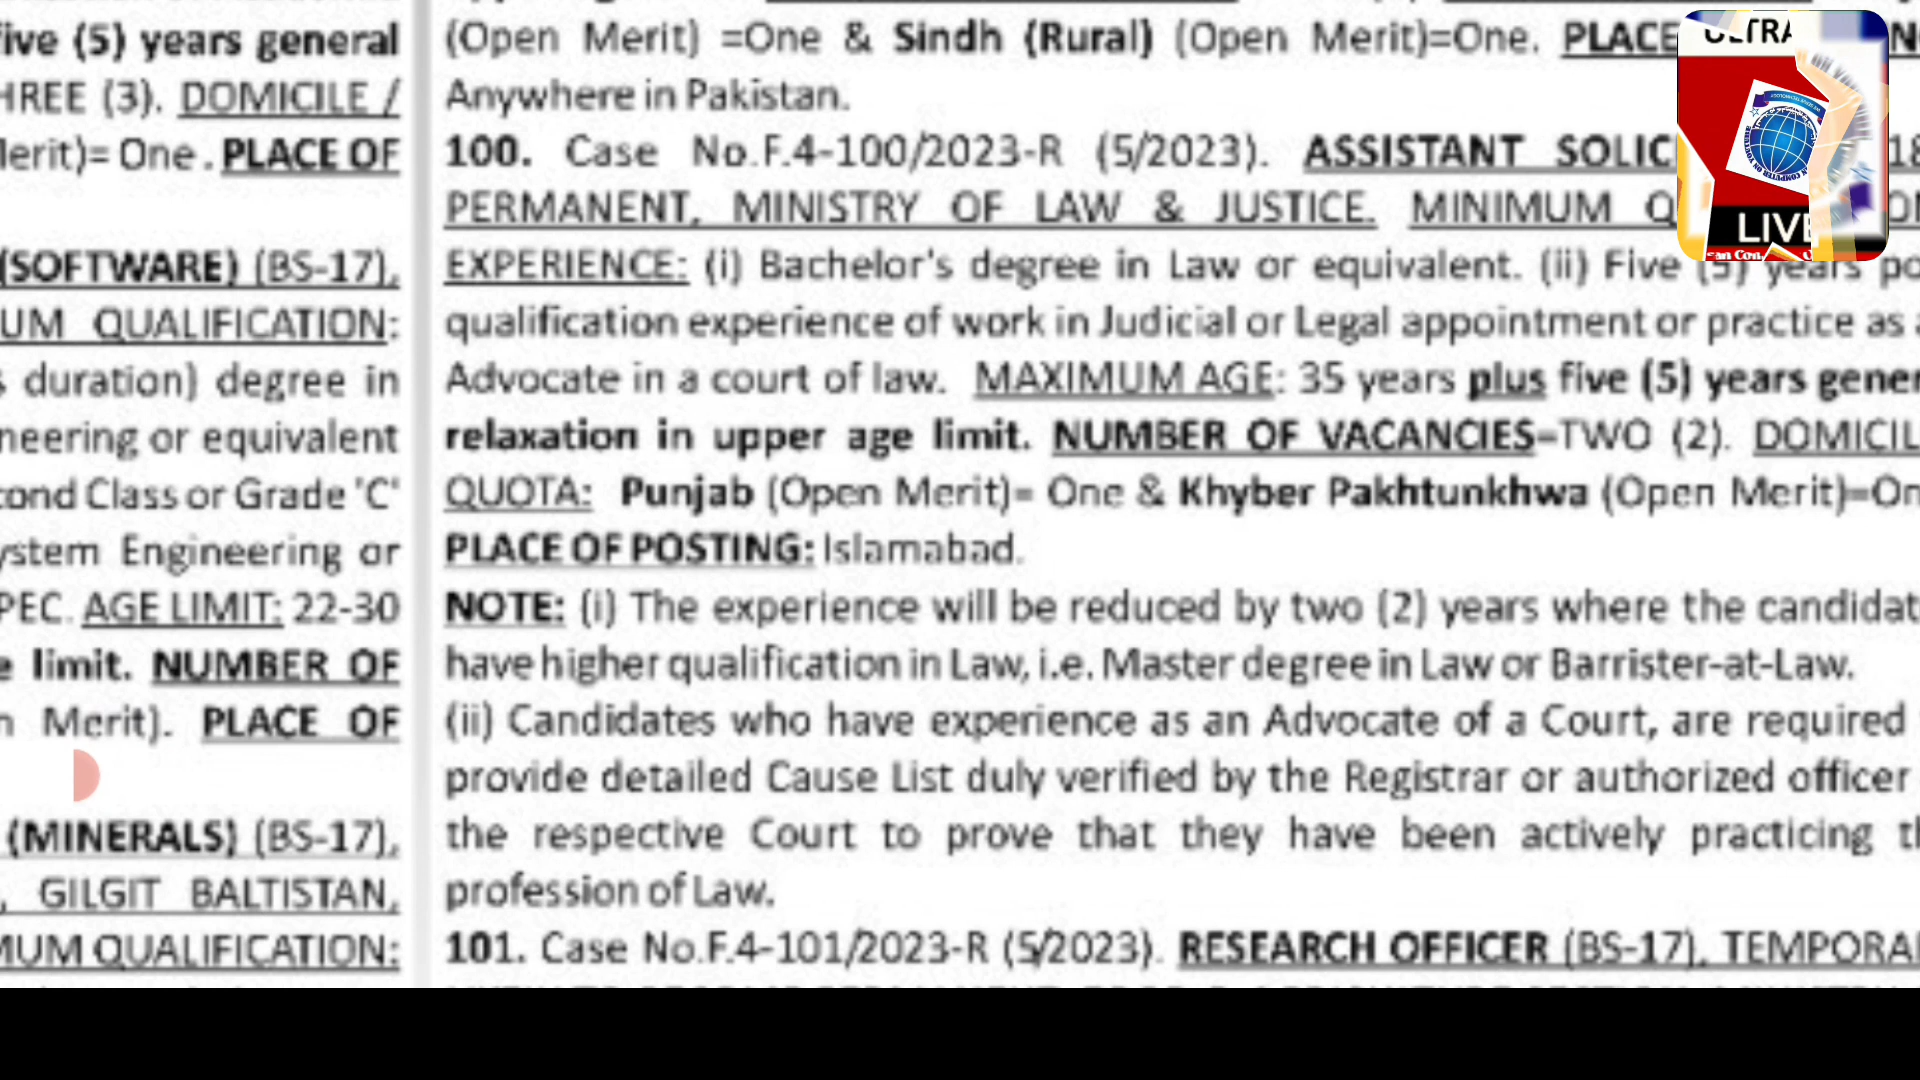 five (5) years general
HREE (3). DOMICILE /
Merit)= One . PLACE OF
(SOFTWARE) (BS-17),
UM QUALIFICATION:
s duration) degree in
neering or equivalent
cond Class or Grade 'C'
ystem Engineering or
PEC. AGE LIMIT: 22-30
e limit. NUMBER OF
n Merit). PLACE OF
(MINERALS) (BS-17),
, GILGIT BALTISTAN,
MUM QUALIFICATION:
(Open Merit) =One & Sindh (Rural) (Open Merit)=One. PLACE
Anywhere in Pakistan.
100. Case No.F.4-100/2023-R (5/2023). ASSISTANT SOLIC 18
PERMANENT, MINISTRY OF LAW & JUSTICE. MINIMUM Q
EXPERIENCE: (i) Bachelor's degree in Law or equivalent. (ii) Five (5) years po
qualification experience of work in Judicial or Legal appointment or practice as a
Advocate in a court of law. MAXIMUM AGE: 35 years plus five (5) years gener
relaxation in upper age limit. NUMBER OF VACANCIES=TWO (2). DOMICIL
QUOTA: Punjab (Open Merit)= One & Khyber Pakhtunkhwa (Open Merit)=On
PLACE OF POSTING: Islamabad.
NOTE: (i) The experience will be reduced by two (2) years where the candidat
have higher qualification in Law, i.e. Master degree in Law or Barrister-at-Law.
(ii) Candidates who have experience as an Advocate of a Court, are required
provide detailed Cause List duly verified by the Registrar or authorized officer
the respective Court to prove that they have been actively practicing th
profession of Law.
101. Case No.F.4-101/2023-R (5/2023). RESEARCH OFFICER (BS-17), TEMPORA
ULTRA
LIVE